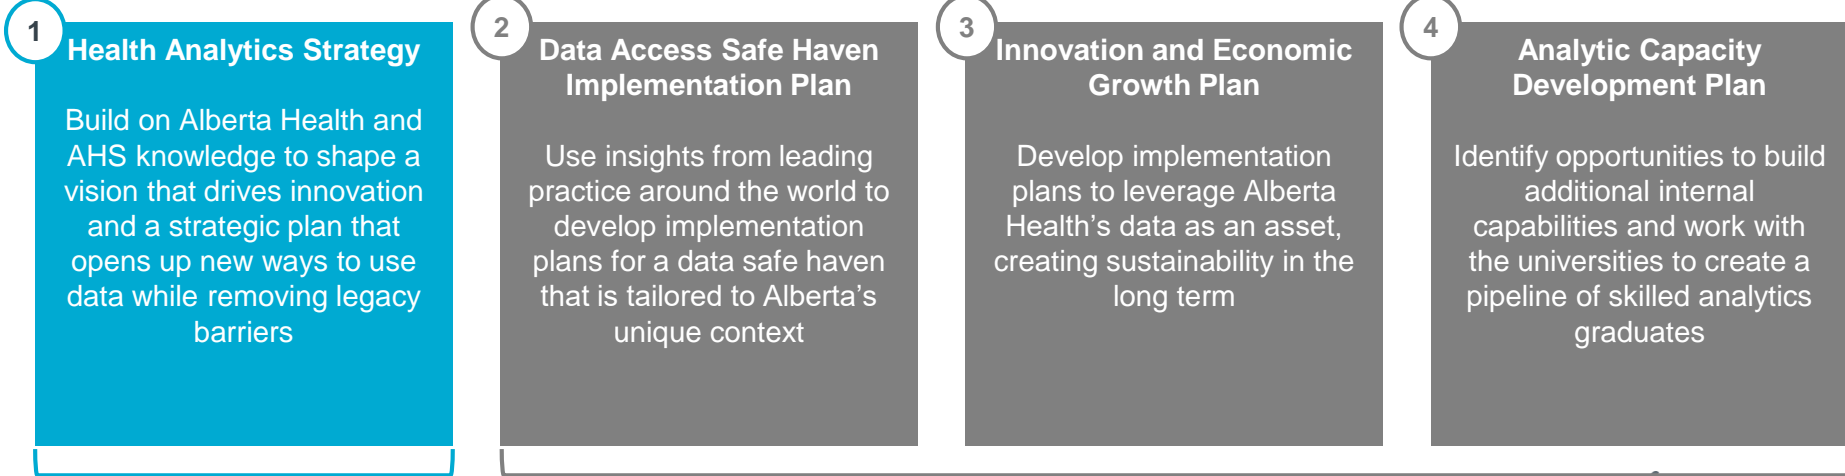 1
Health Analytics Strategy
Build on Alberta Health and
AHS knowledge to shape a
vision that drives innovation
and a strategic plan that
opens up new ways to use
data while removing legacy
barriers
2
Data Access Safe Haven
Implementation Plan
Use insights from leading
practice around the world to
develop implementation
plans for a data safe haven
that is tailored to Alberta’s
unique context
3
Innovation and Economic
Growth Plan
Develop implementation
plans to leverage Alberta
Health’s data as an asset,
creating sustainability in the
long term
4
Analytic Capacity
Development Plan
Identify opportunities to build
additional internal
capabilities and work with
the universities to create a
pipeline of skilled analytics
graduates